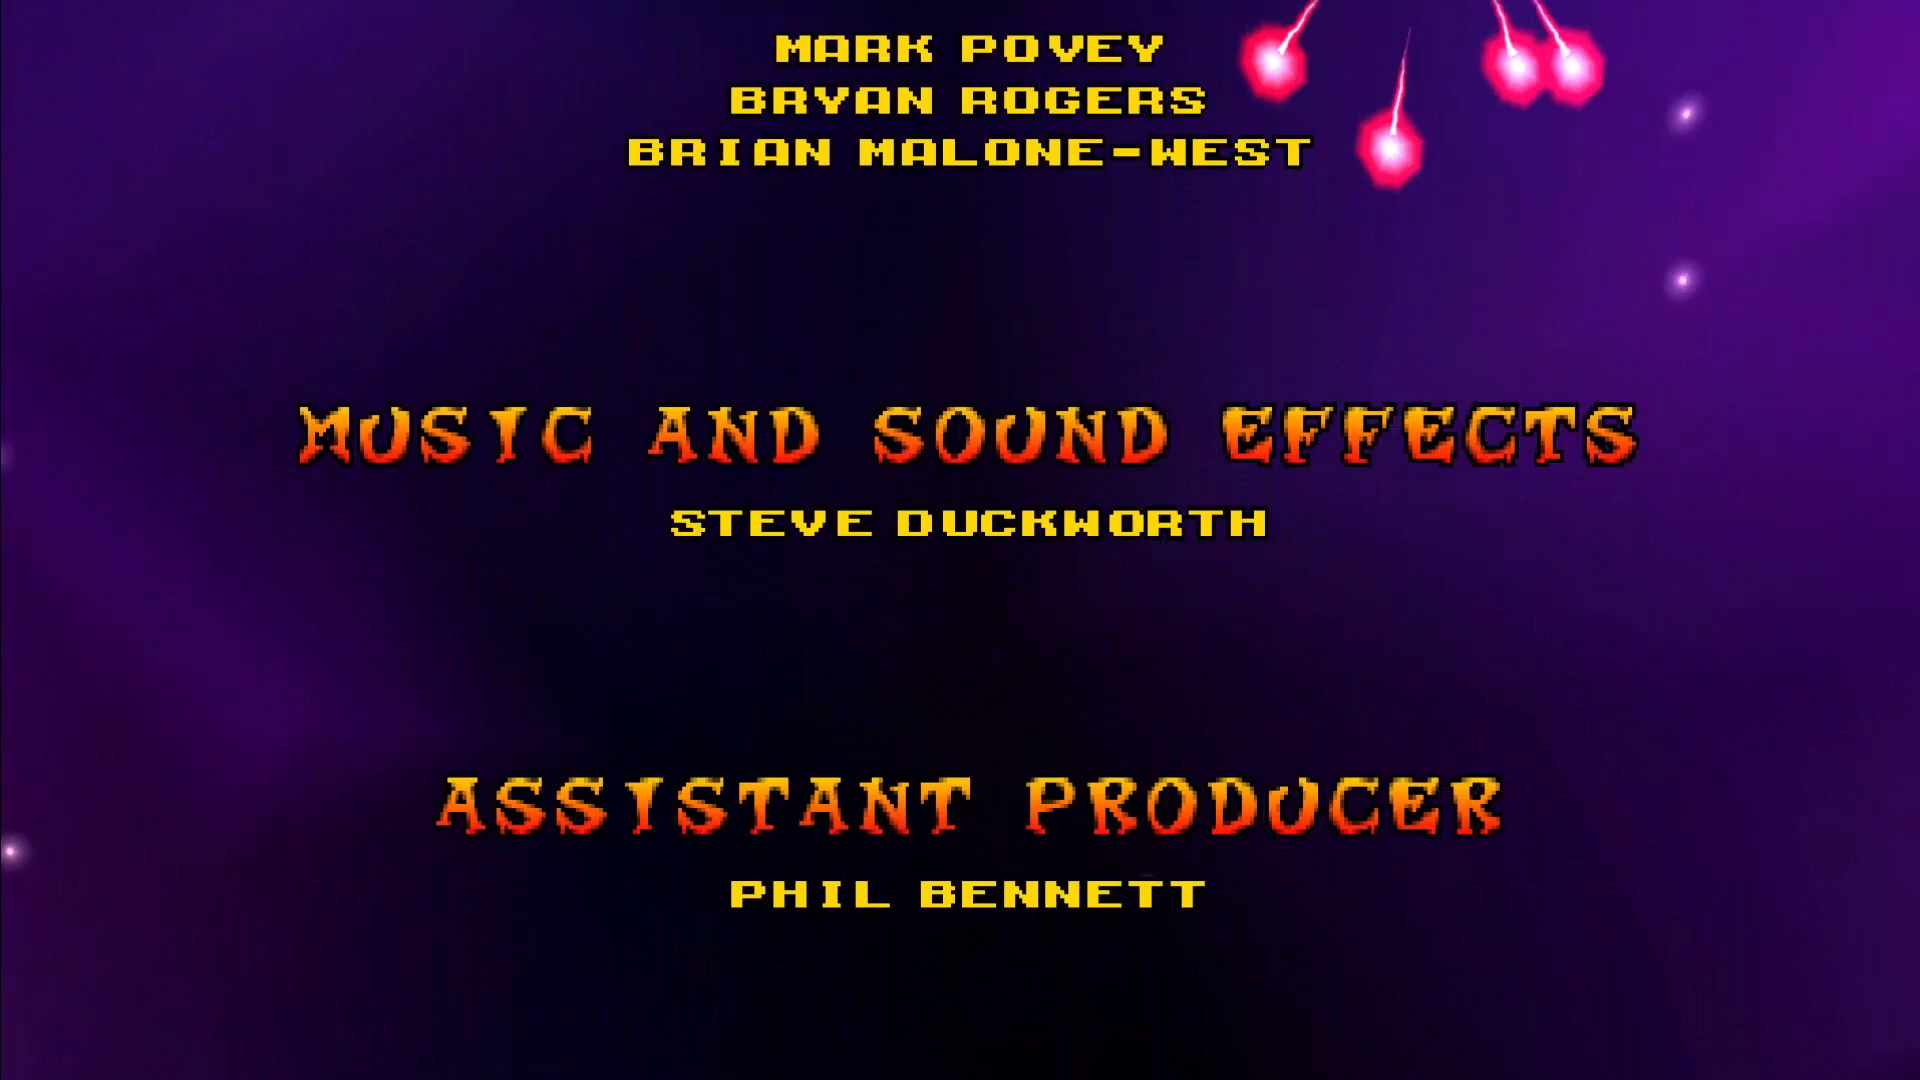 MARK POVEY
BRYAN ROGERS
BRIAN MALONE-WEST
MUSIC AND SOUND EFFECTS
STEVE DUCKWORTH
ASSISTANT PRODUCER
PHIL BENNETT